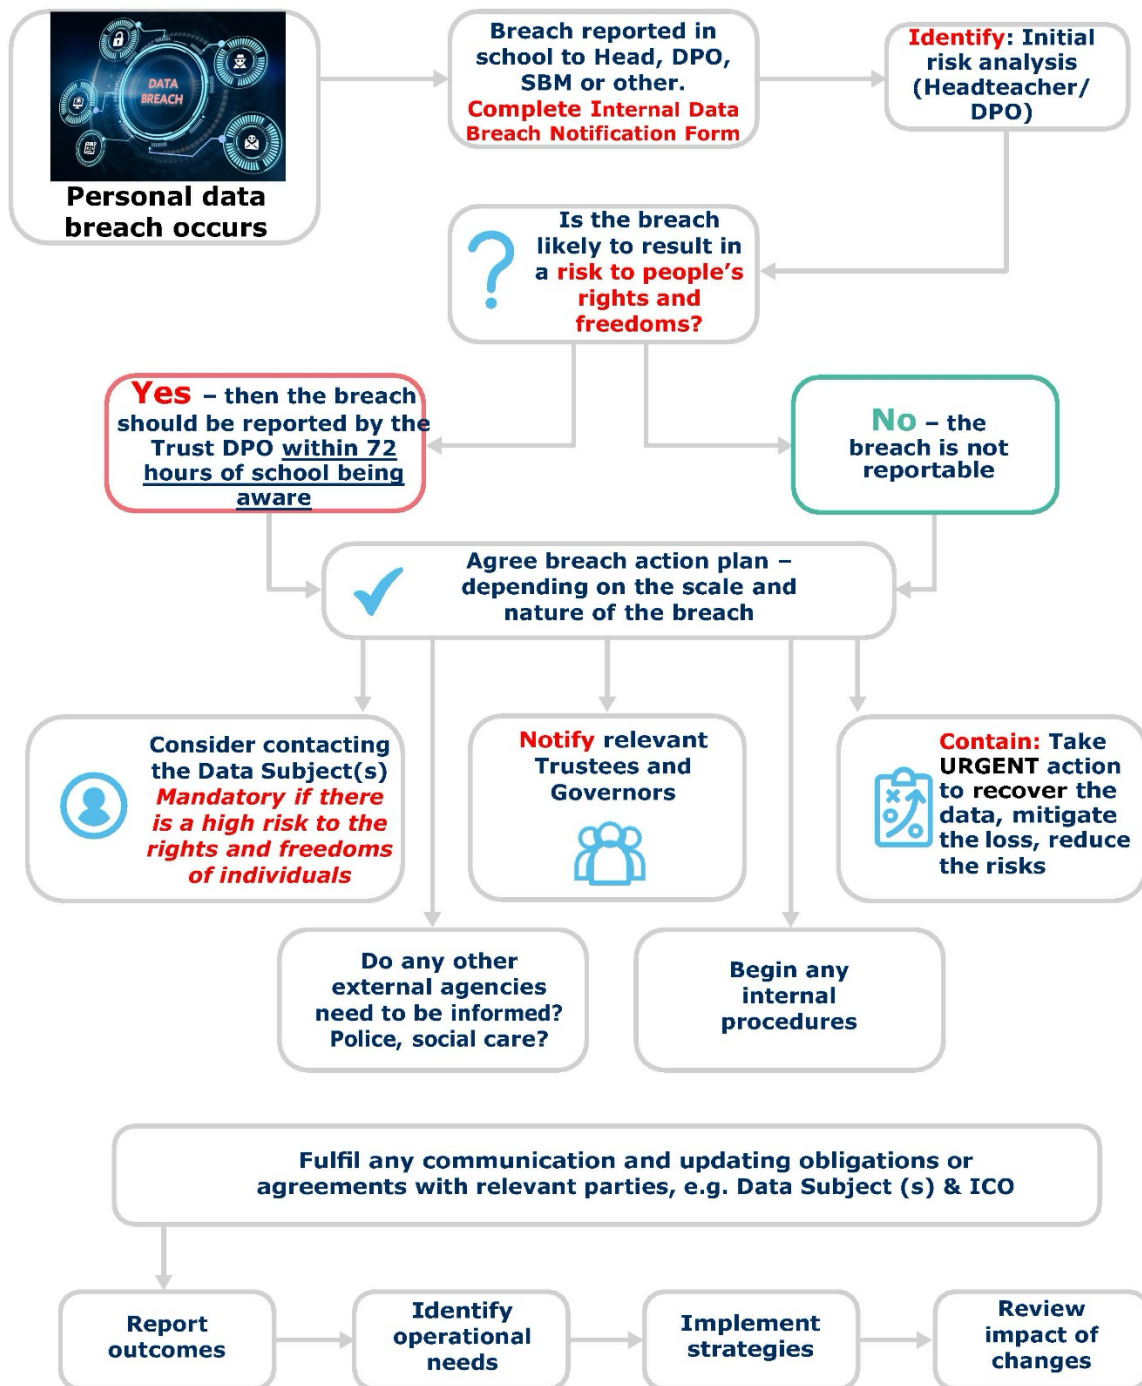 DATA
BREACH
Personal data
breach occurs
Breach reported in
school to Head, DPO,
SBM or other.
Complete Internal Data
Breach Notification Form
Identify: Initial
risk analysis
(Headteacher/
DPO)
Is the breach
likely to result in
a risk to people's
rights and
freedoms?
Yes – then the breach
should be reported by the
Trust DPO within 72
hours of school being
aware
No – the
breach is not
reportable
Agree breach action plan –
depending on the scale and
nature of the breach
Consider contacting
the Data Subject(s)
Mandatory if there
is a high risk to the
rights and freedoms
of individuals
Notify relevant
Trustees and
Governors
Contain: Take
URGENT action
to recover the
data, mitigate
the loss, reduce
the risks
Do any other
external agencies
need to be informed?
Police, social care?
Begin any
internal
procedures
Fulfil any communication and updating obligations or
agreements with relevant parties, e.g. Data Subject (s) & ICO
Report
outcomes
Identify
operational
needs
Implement
strategies
Review
impact of
changes